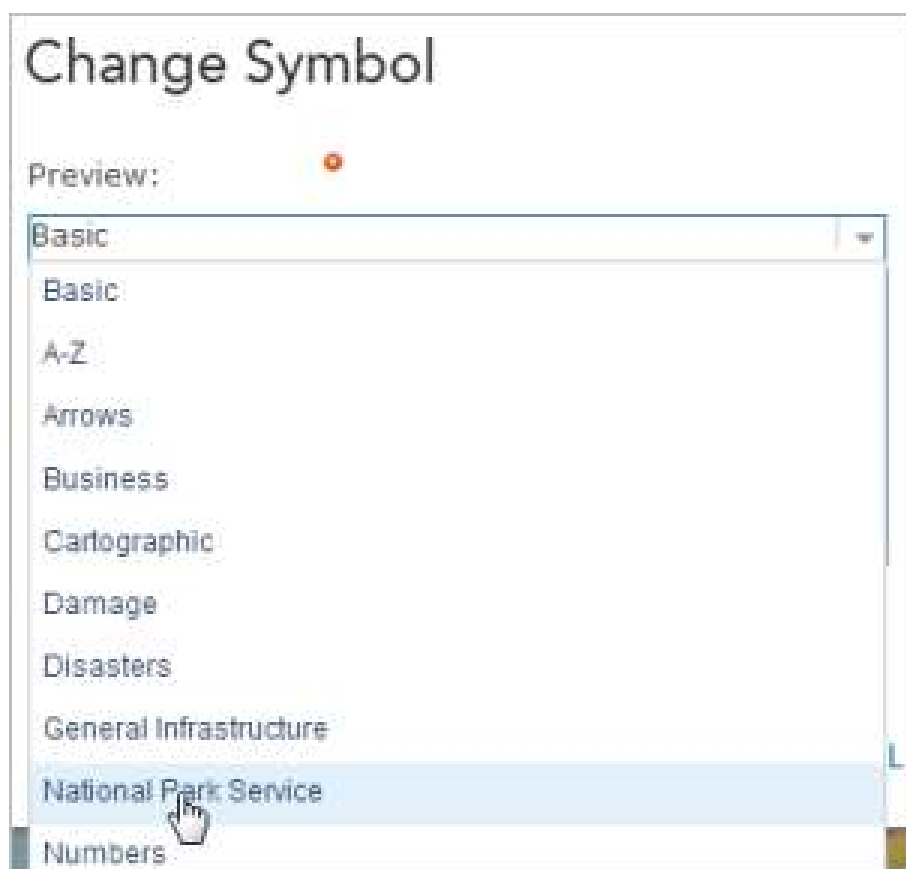 Change Symbol
Preview:
Basic
Basic
A-Z
Arrows
Business
Cartographic
Damage
Disasters
General Infrastructure
L
National Park Service
Numbers